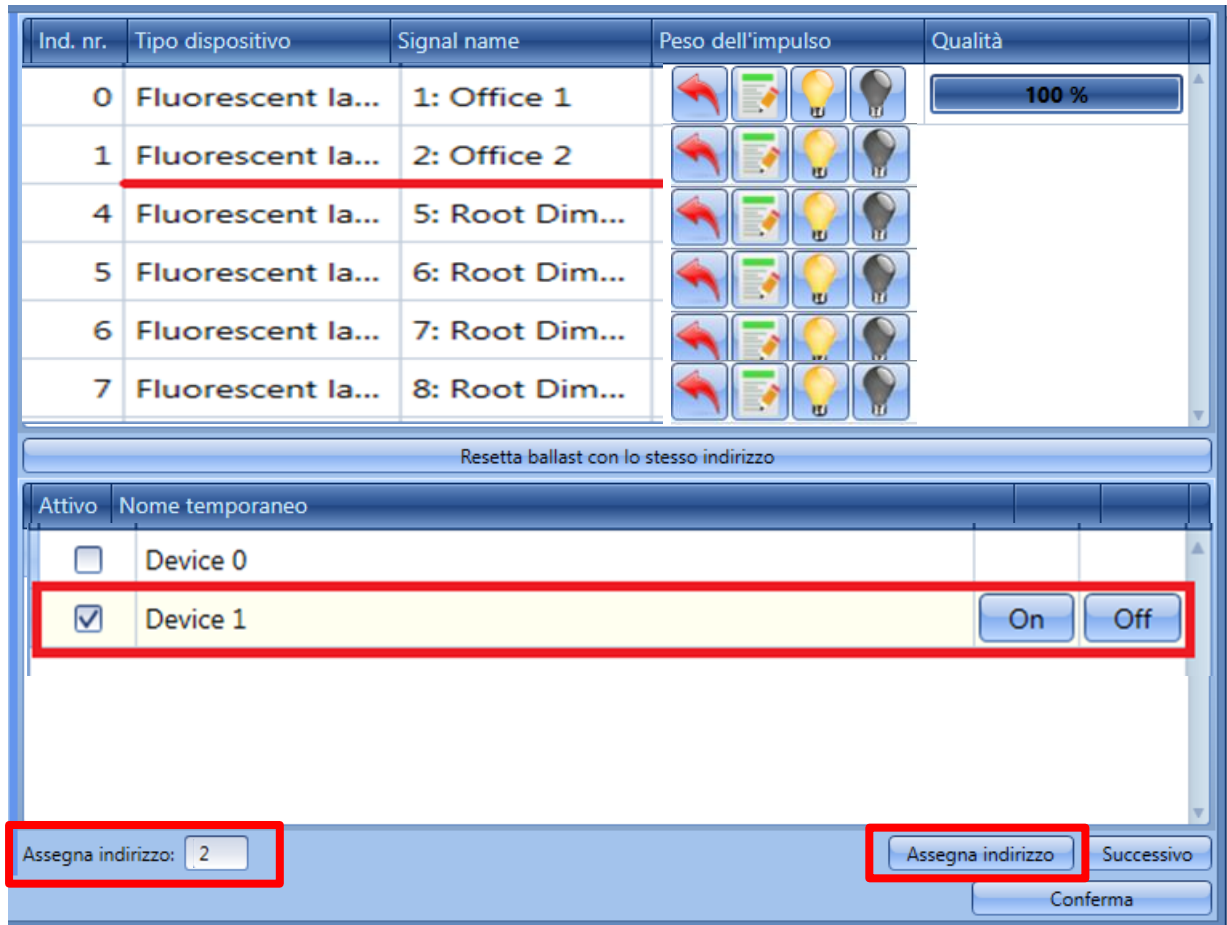 Ind. nr. Tipo dispositivo Signal name Peso dell'impulso Qualità
0 Fluorescent la... 1: Office 1 100 %
1 Fluorescent la... 2: Office 2
4 Fluorescent la... 5: Root Dim...
5 Fluorescent la... 6: Root Dim...
6 Fluorescent la... 7: Root Dim...
7 Fluorescent la... 8: Root Dim...
Resetta ballast con lo stesso indirizzo
Attivo Nome temporaneo
Device 0
Device 1 On Off
Assegna indirizzo: 2 Assegna indirizzo Successivo
Conferma